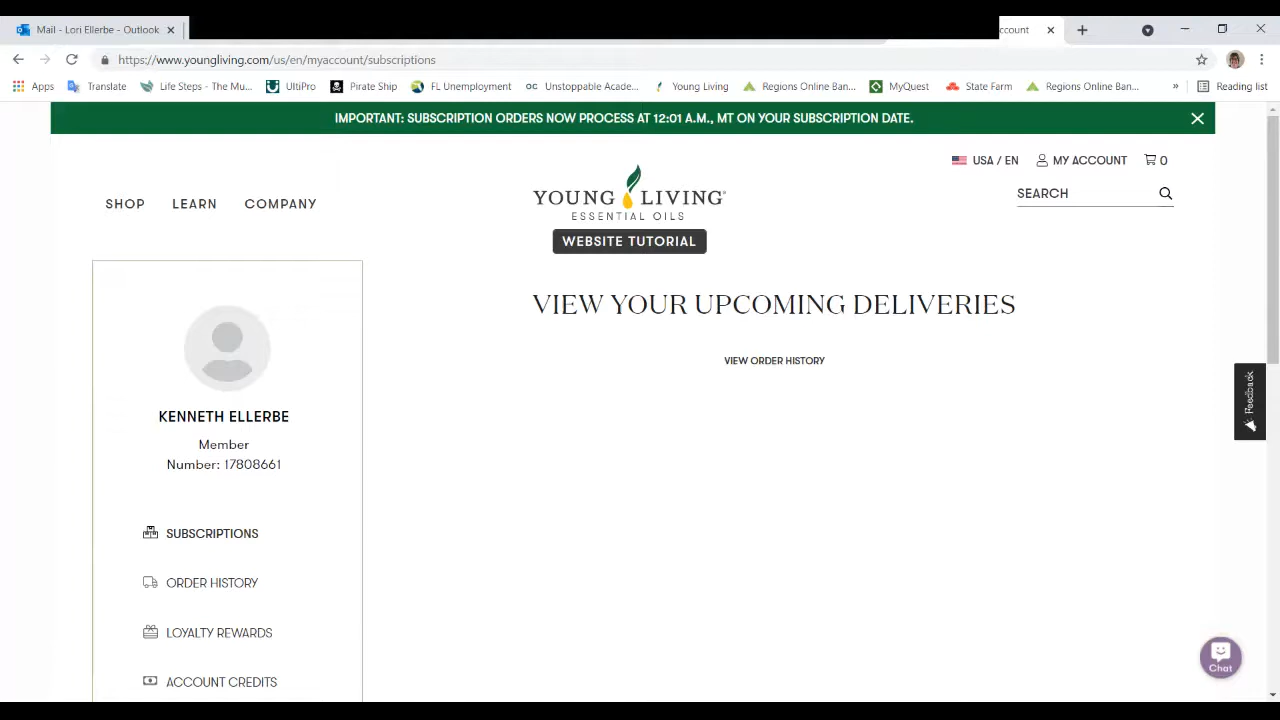 Mail - Lori Ellerbe - Outlook
ccount
https://www.youngliving.com/us/en/myaccount/subscriptions
Apps
Translate
Life Steps - The Mu...
UltiPro
Pirate Ship
FL Unemployment
OC Unstoppable Acade...
Young Living
Regions Online Ban...
MyQuest
State Farm
Regions Online Ban...
»
Reading list
IMPORTANT: SUBSCRIPTION ORDERS NOW PROCESS AT 12:01 A.M., MT ON YOUR SUBSCRIPTION DATE.
USA / EN
MY ACCOUNT
0
SHOP
LEARN
COMPANY
YOUNG LIVING
ESSENTIAL OILS
SEARCH
WEBSITE TUTORIAL
VIEW YOUR UPCOMING DELIVERIES
VIEW ORDER HISTORY
KENNETH ELLERBE
Member
Number: 17808661
SUBSCRIPTIONS
ORDER HISTORY
LOYALTY REWARDS
ACCOUNT CREDITS
Feedback
Chat